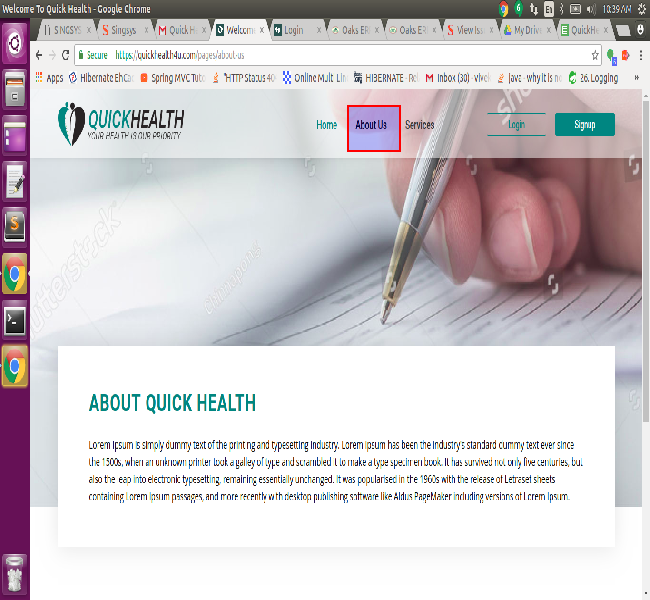 Welcome To Quick Health - Google Chrome
En
10:39 AM
SINGSYS
Singsys
Quick H
Welcome
Login
Oaks ER
Oaks ER
View Iss
My Driv
QuickHe
Secure
https://quickhealth4u.com/pages/about-us
Apps
Hibernate EhCac
Spring MVC Tuto
"HTTP Status 40
Online Mult
HIBERNATE - Re
Inbox (30) - vivek
java - why it is no
26. Logging
»
QUICKHEALTH
YOUR HEALTH IS OUR PRIORITY
Home
About Us
Services
Login
Signup
shutterstock
ABOUT QUICK HEALTH
Lorem Ipsum is simply dummy text of the printing and typesetting industry. Lorem Ipsum has been the industry's standard dummy text ever since
the 1500s, when an unknown printer took a galley of type and scrambled it to make a type specimen book. It has survived not only five centuries, but
also the leap into electronic typesetting, remaining essentially unchanged. It was popularised in the 1960s with the release of Letraset sheets
containing Lorem Ipsum passages, and more recently with desktop publishing software like Aldus PageMaker including versions of Lorem Ipsum.